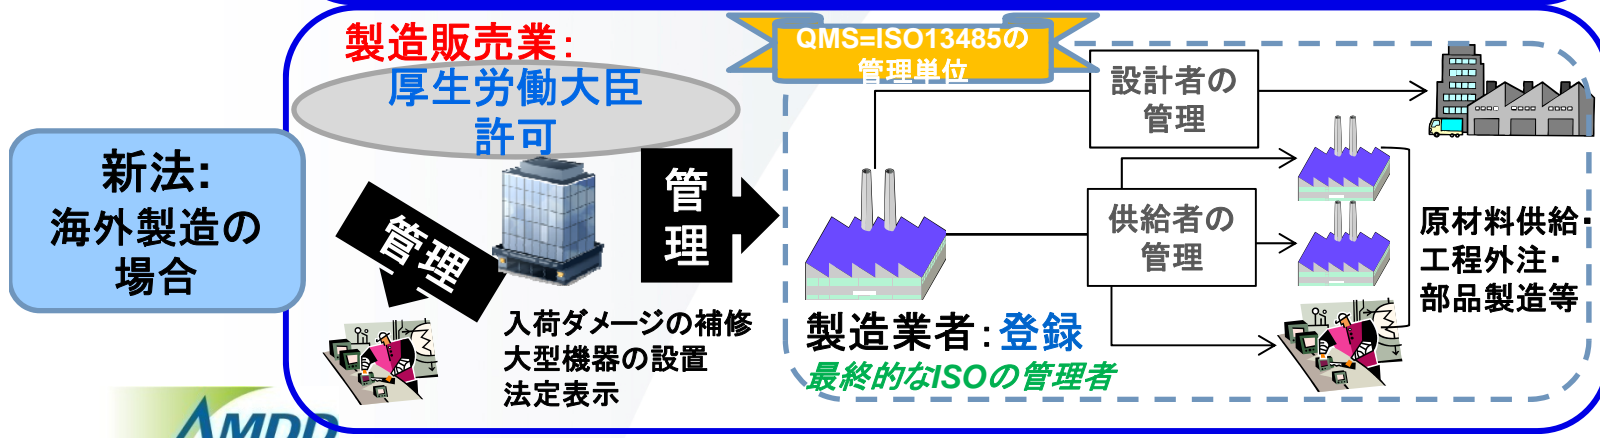 製造販売業：
厚生労働大臣
許可
QMS=ISO13485の
管理単位
新法:
海外製造の
場合
管理
管
理
入荷ダメージの補修
大型機器の設置
法定表示
設計者の
管理
供給者の
管理
原材料供給・
工程外注・
部品製造等
製造業者：登録
最終的なISOの管理者
AMDD